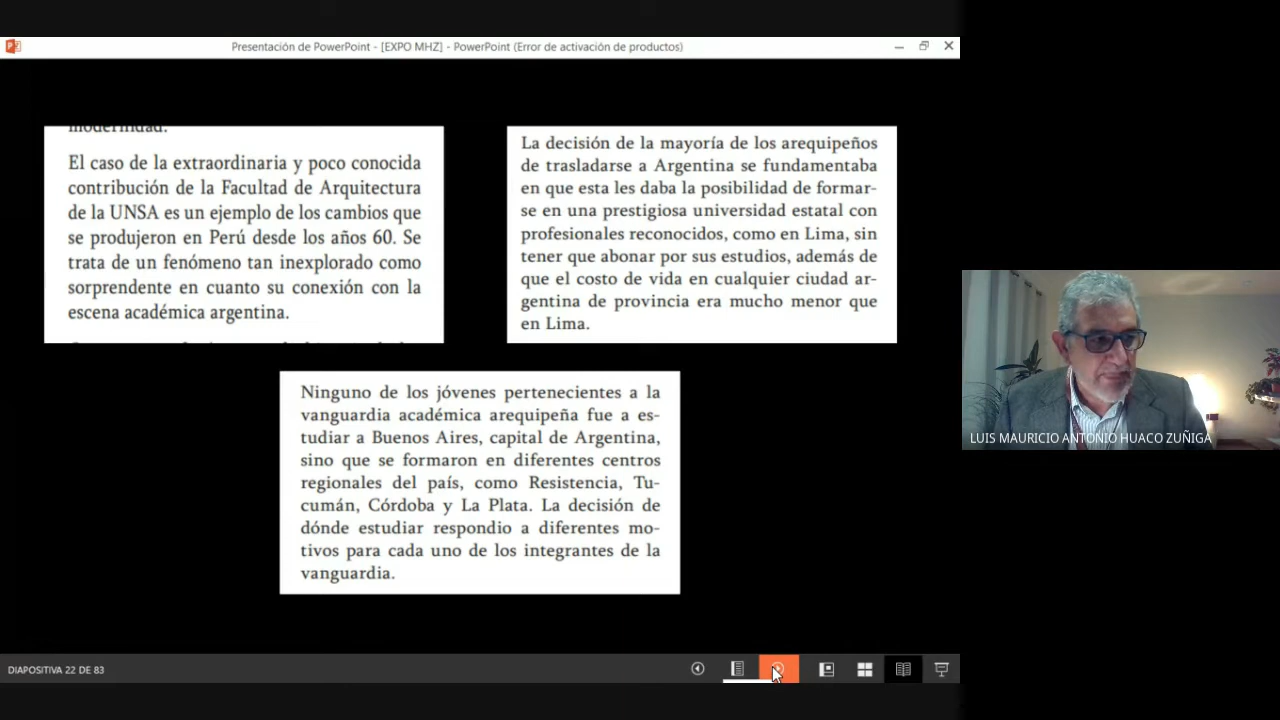 Presentación de PowerPoint - [EXPO MHZ] - PowerPoint (Error de activación de productos)
modernidad.
El caso de la extraordinaria y poco conocida
contribución de la Facultad de Arquitectura
de la UNSA es un ejemplo de los cambios que
se produjeron en Perú desde los años 60. Se
trata de un fenómeno tan inexplorado como
sorprendente en cuanto su conexión con la
escena académica argentina.
La decisión de la mayoría de los arequipeños
de trasladarse a Argentina se fundamentaba
en que esta les daba la posibilidad de formar-
se en una prestigiosa universidad estatal con
profesionales reconocidos, como en Lima, sin
tener que abonar por sus estudios, además de
que el costo de vida en cualquier ciudad ar-
gentina de provincia era mucho menor que
en Lima.
Ninguno de los jóvenes pertenecientes a la
vanguardia académica arequipeña fue a es-
tudiar a Buenos Aires, capital de Argentina,
sino que se formaron en diferentes centros
regionales del país, como Resistencia, Tu-
cumán, Córdoba y La Plata. La decisión de
dónde estudiar respondio a diferentes mo-
tivos para cada uno de los integrantes de la
vanguardia.
LUIS MAURICIO ANTONIO HUACO ZUÑIGA
DIAPOSITIVA 22 DE 83